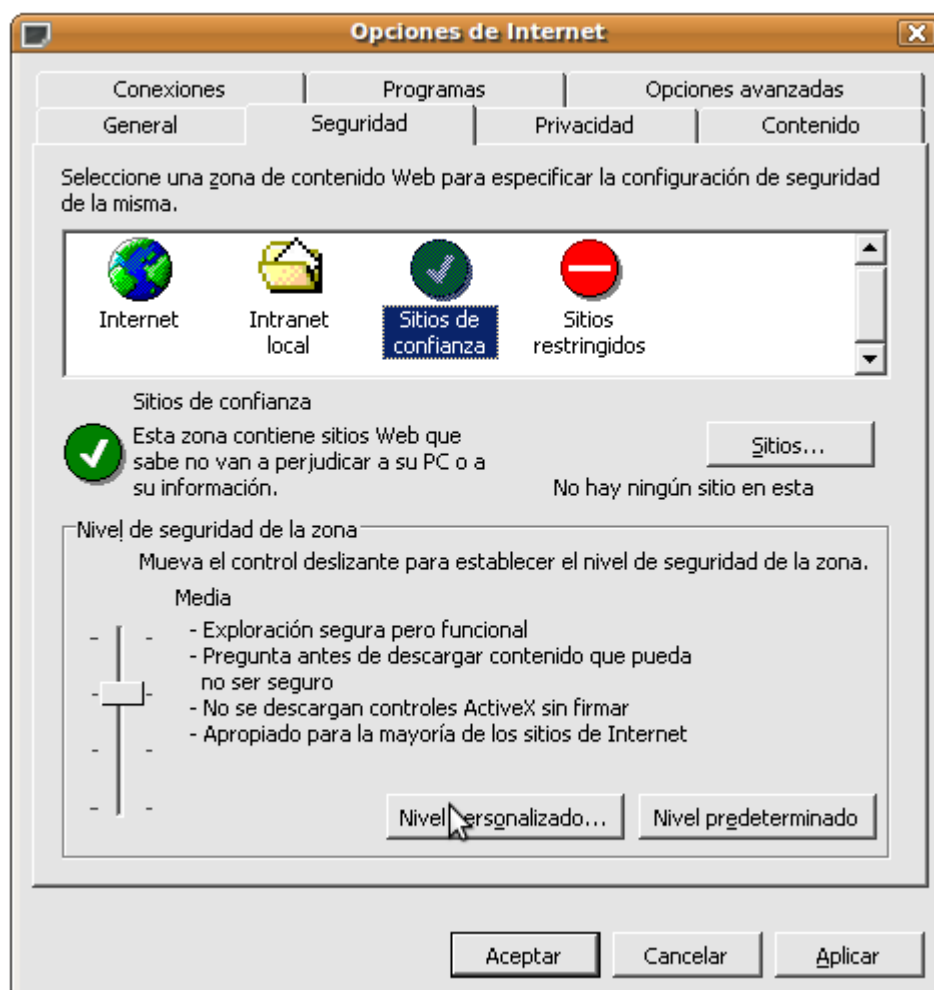 Opciones de Internet
Conexiones
Programas
Opciones avanzadas
General
Seguridad
Privacidad
Contenido
Seleccione una zona de contenido Web para especificar la configuración de seguridad
de la misma.
Internet
Intranet
local
Sitios de
confianza
Sitios
restringidos
Sitios de confianza
Esta zona contiene sitios Web que
sabe no van a perjudicar a su PC o a
su información.
Sitios...
No hay ningún sitio en esta
Nivel de seguridad de la zona
Mueva el control deslizante para establecer el nivel de seguridad de la zona.
Media
- Exploración segura pero funcional
- Pregunta antes de descargar contenido que pueda
no ser seguro
- No se descargan controles ActiveX sin firmar
- Apropiado para la mayoría de los sitios de Internet
Nivel personalizado...
Nivel predeterminado
Aceptar
Cancelar
Aplicar